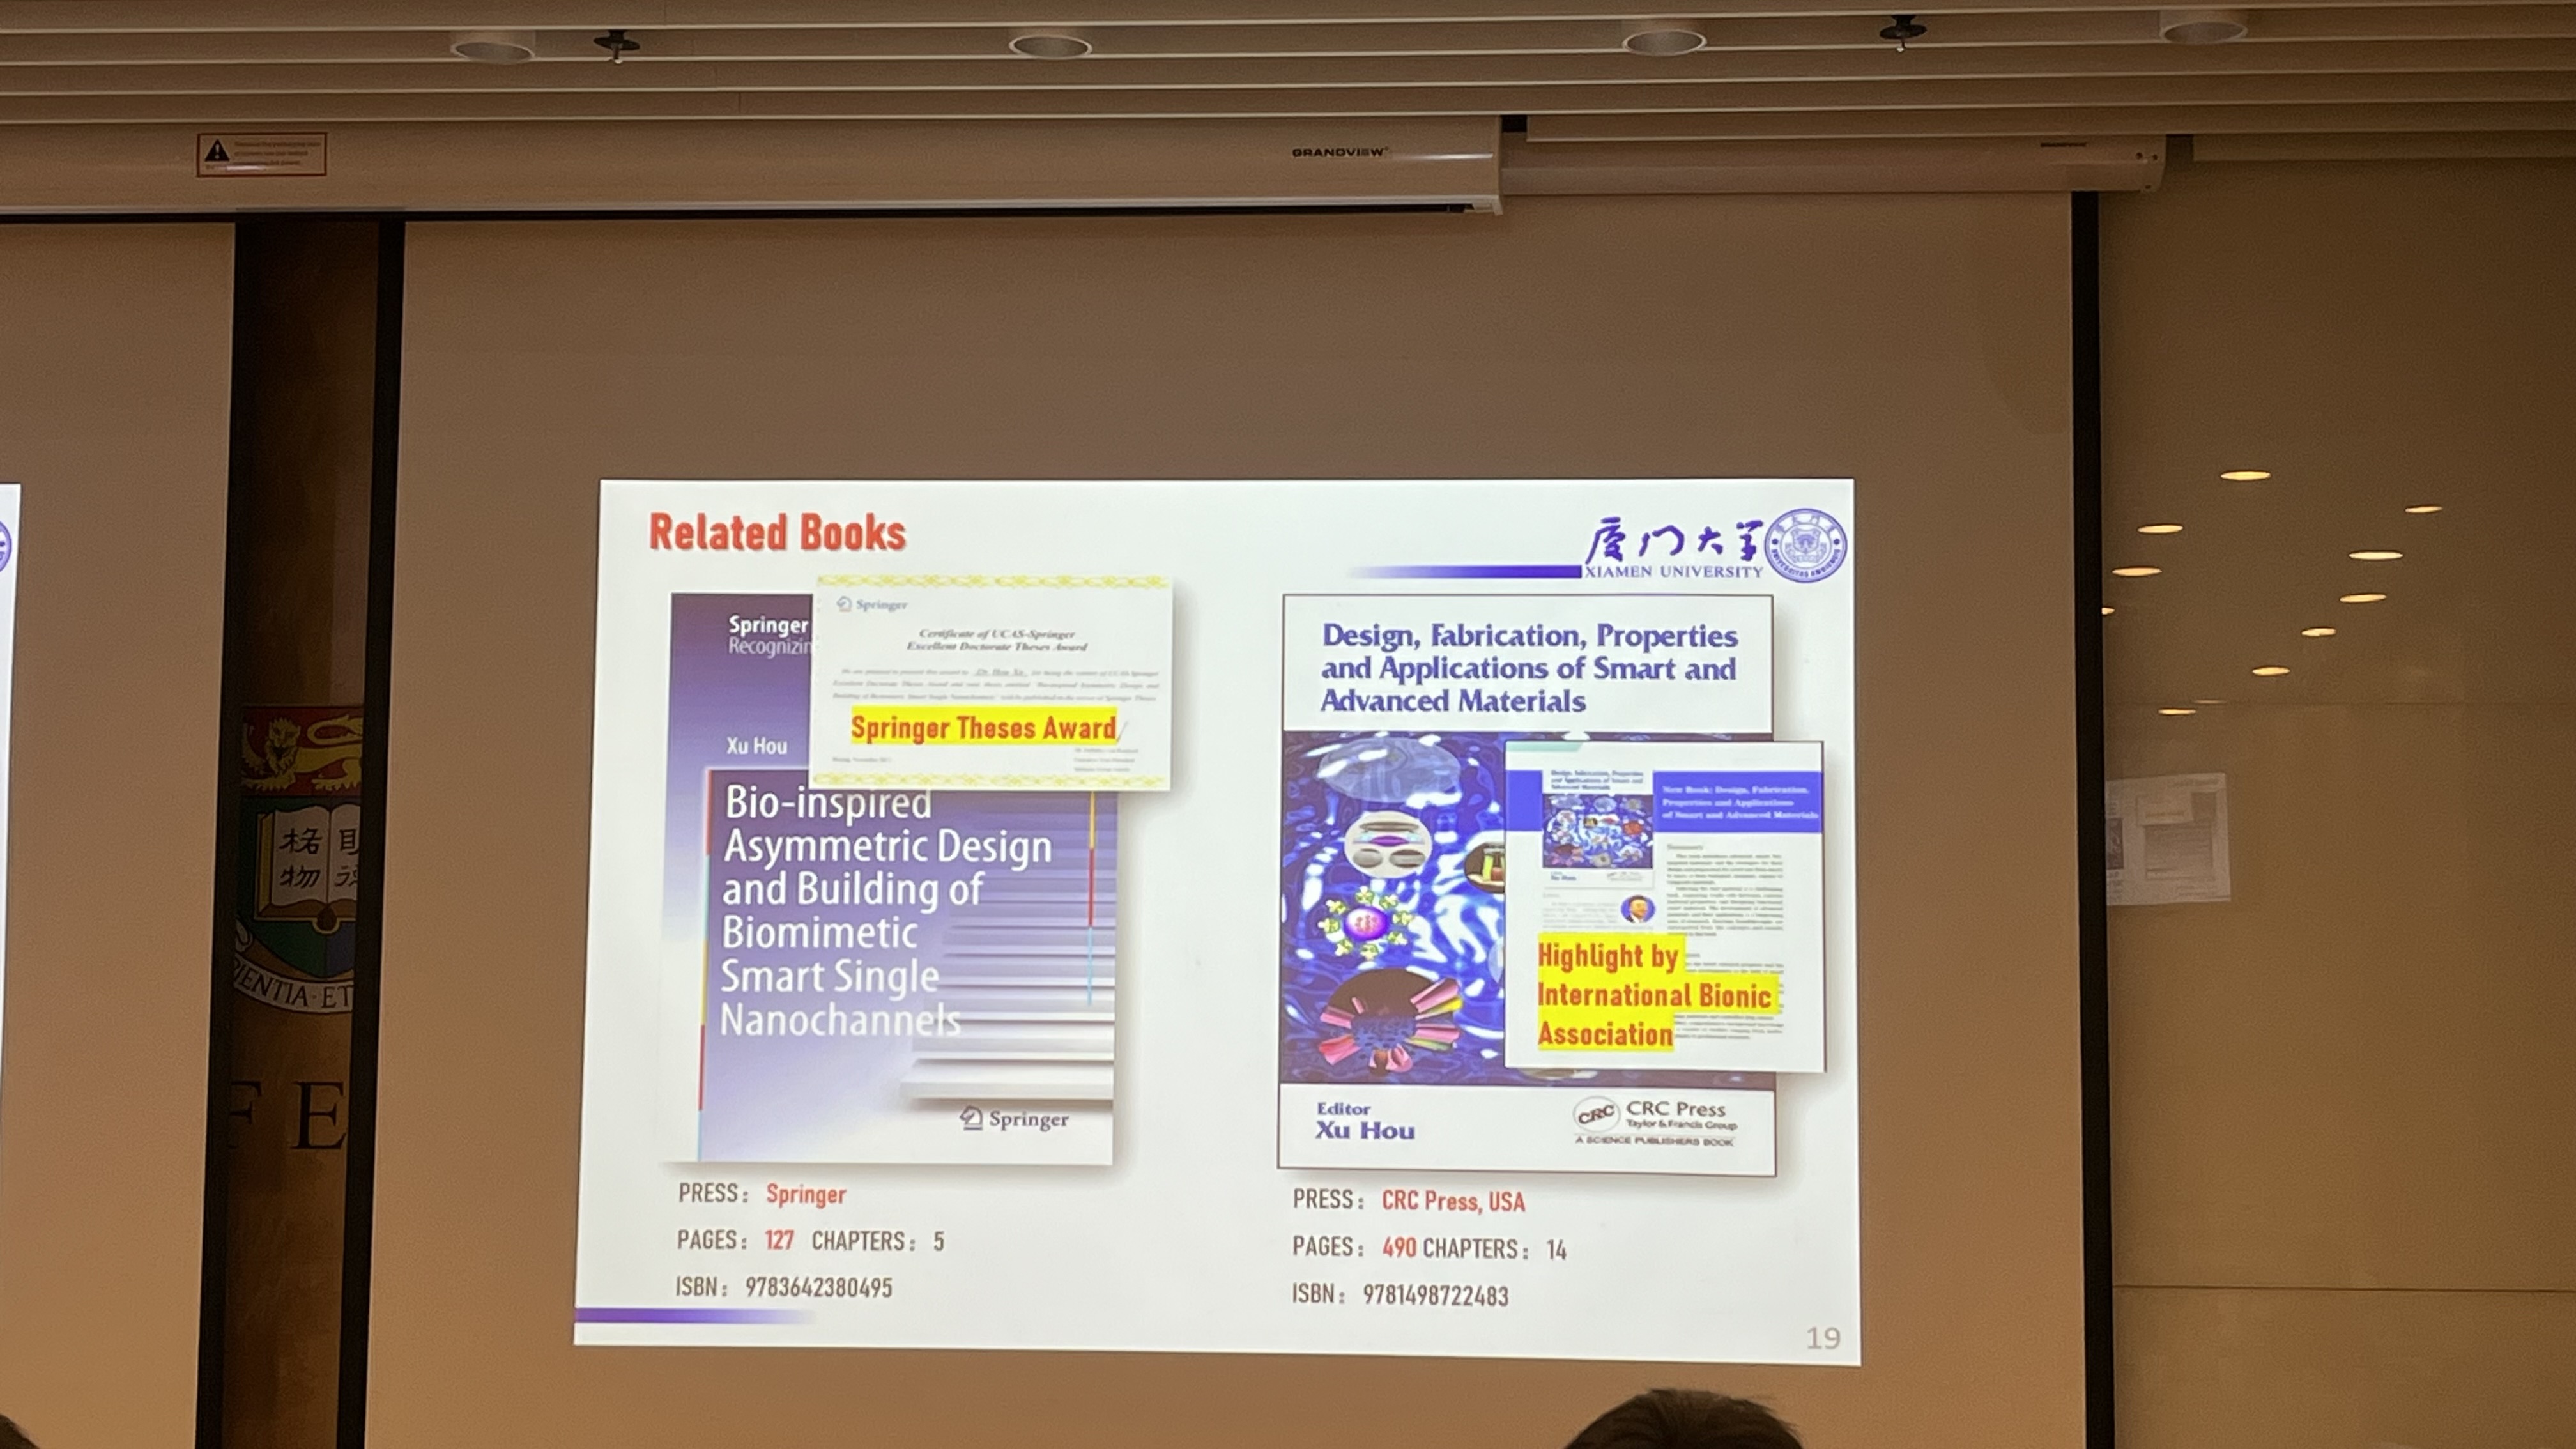 GRANDVIEW
Related Books
厦门大学
XIAMEN UNIVERSITY
Springer
Recognizin
Springer
Certificate of UCAS-Springer
Excellent Doctorate Theses Award
Springer Theses Award
Xu Hou
Bio-inspired
Asymmetric Design
and Building of
Biomimetic
Smart Single
Nanochannels
Springer
PRESS: Springer
PAGES: 127 CHAPTERS: 5
ISBN: 9783642380495
Design, Fabrication, Properties
and Applications of Smart and
Advanced Materials
New Book: Design, Fabrication,
Properties and Applications
of Smart and Advanced Materials
Summary
Highlight by
International Bionic
Association
Editor
Xu Hou
CRC
CRC Press
Taylor & Francis Group
A SCIENCE PUBLISHERS BOOK
PRESS: CRC Press, USA
PAGES: 490 CHAPTERS: 14
ISBN: 9781498722483
19
格
物
IENTIA·ET
F E